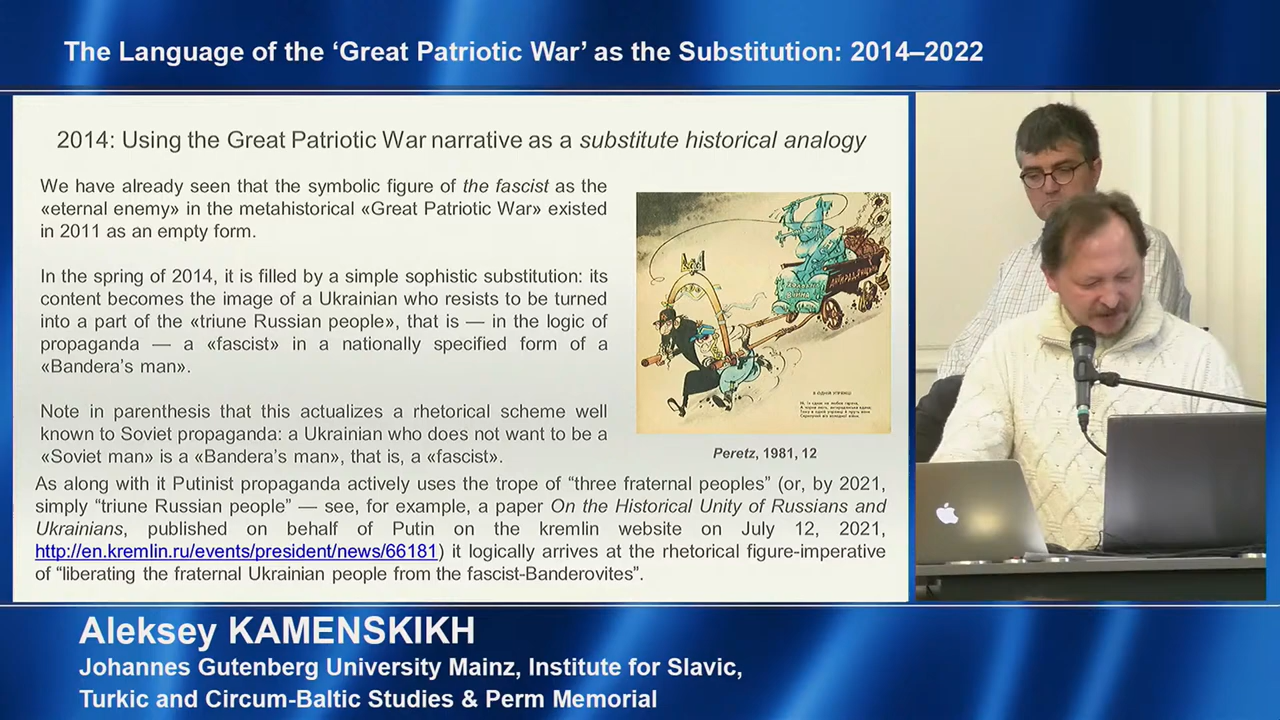 The Language of the ‘Great Patriotic War’ as the Substitution: 2014–2022
2014: Using the Great Patriotic War narrative as a substitute historical analogy
We have already seen that the symbolic figure of the fascist as the
«eternal enemy» in the metahistorical «Great Patriotic War» existed
in 2011 as an empty form.
In the spring of 2014, it is filled by a simple sophistic substitution: its
content becomes the image of a Ukrainian who resists to be turned
into a part of the «triune Russian people», that is — in the logic of
propaganda — a «fascist» in a nationally specified form of a
«Bandera’s man».
Note in parenthesis that this actualizes a rhetorical scheme well
known to Soviet propaganda: a Ukrainian who does not want to be a
«Soviet man» is a «Bandera’s man», that is, a «fascist».
Peretz, 1981, 12
As along with it Putinist propaganda actively uses the trope of “three fraternal peoples” (or, by 2021,
simply “triune Russian people” — see, for example, a paper On the Historical Unity of Russians and
Ukrainians, published on behalf of Putin on the kremlin website on July 12, 2021,
http://en.kremlin.ru/events/president/news/66181) it logically arrives at the rhetorical figure-imperative
of “liberating the fraternal Ukrainian people from the fascist-Banderovites”.
Aleksey KAMENSKIKH
Johannes Gutenberg University Mainz, Institute for Slavic,
Turkic and Circum-Baltic Studies & Perm Memorial